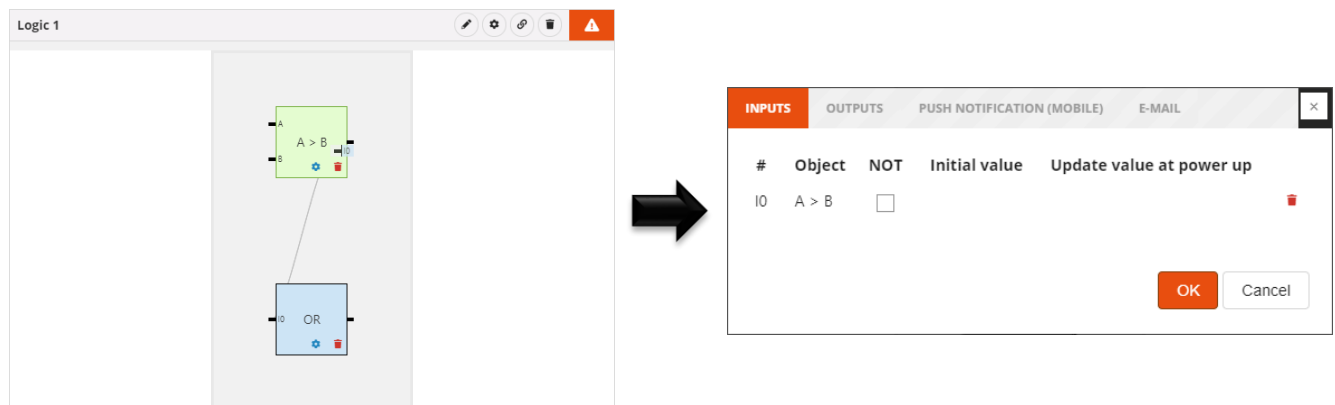 Logic 1
A
A > B
I0
B
I0
OR
INPUTS OUTPUTS PUSH NOTIFICATION (MOBILE) E-MAIL
# Object NOT Initial value Update value at power up
I0 A > B
OK Cancel